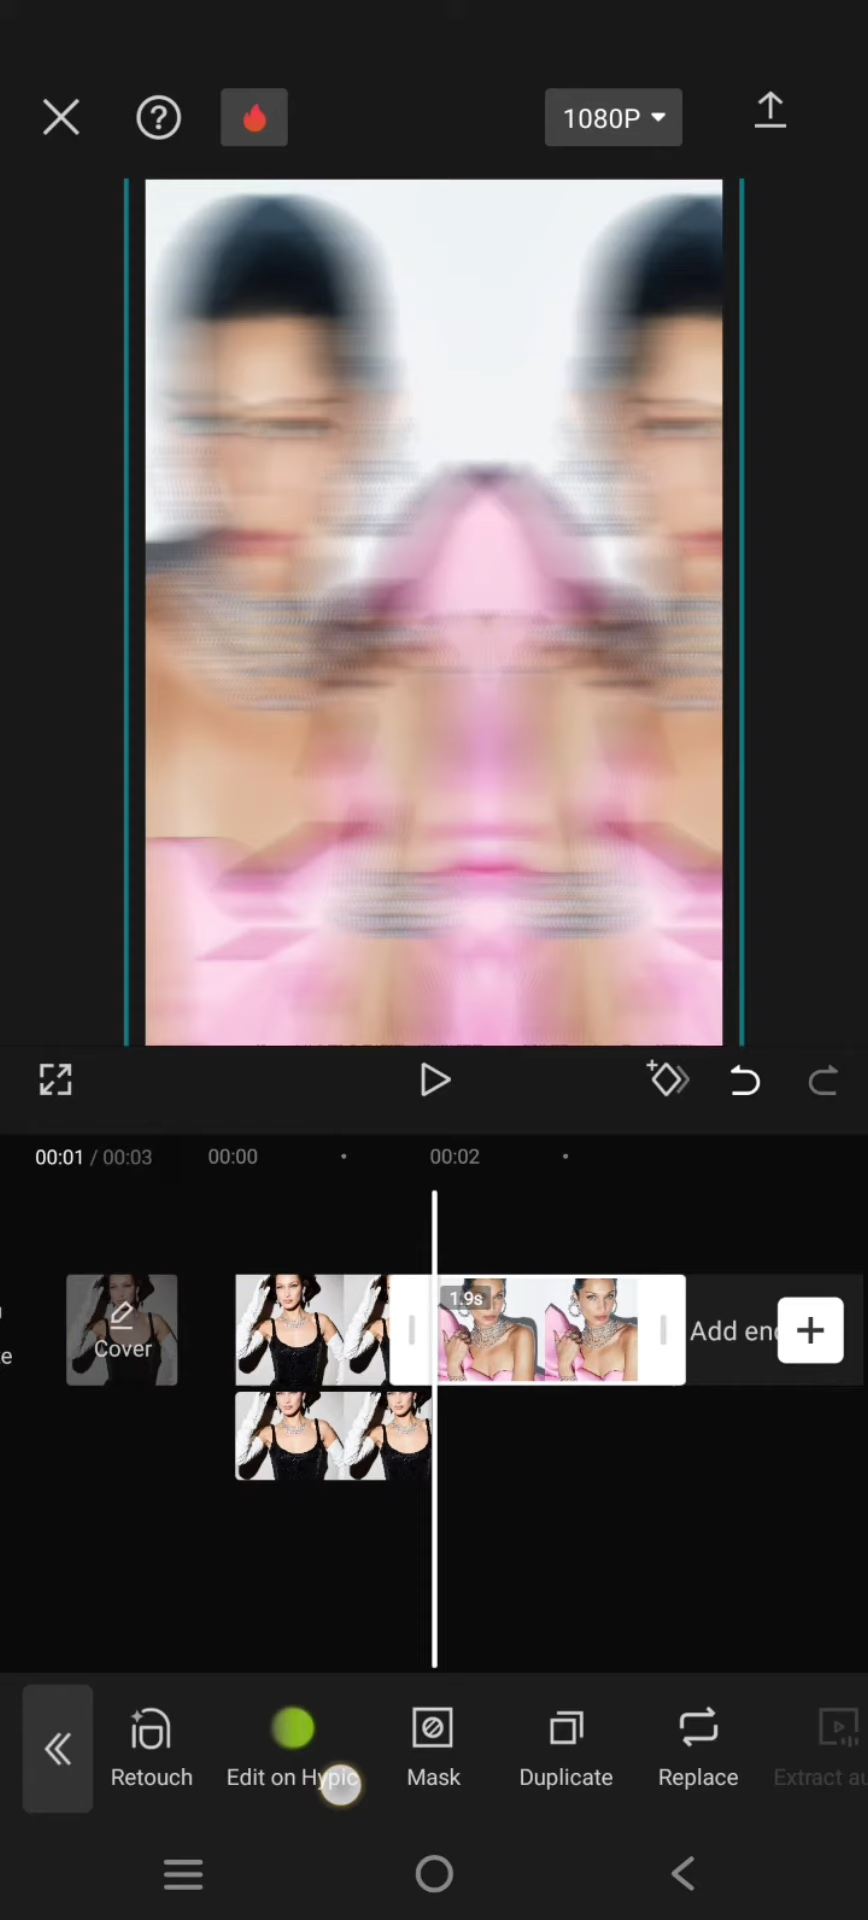 1080P
00:01 / 00:03
00:00
00:02
1.9s
Cover
Add en
Retouch
Edit on Hypic
Mask
Duplicate
Replace
Extract au